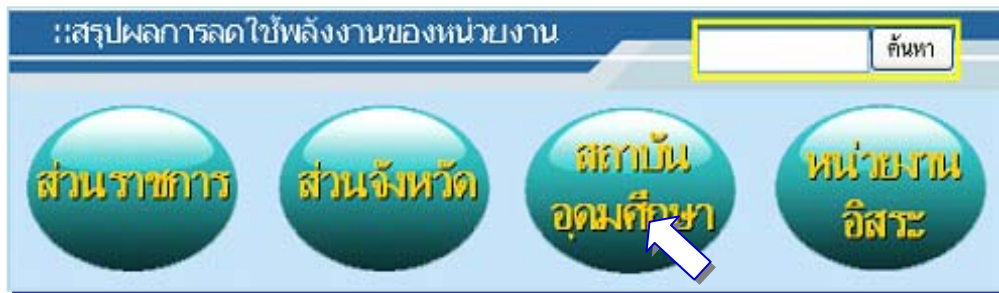 ::สรุปผลการลดใช้พลังงานของหน่วยงาน
ค้นหา
ส่วนราชการ
ส่วนจังหวัด
สถาบัน
อุดมศึกษา
หน่วยงาน
อิสระ